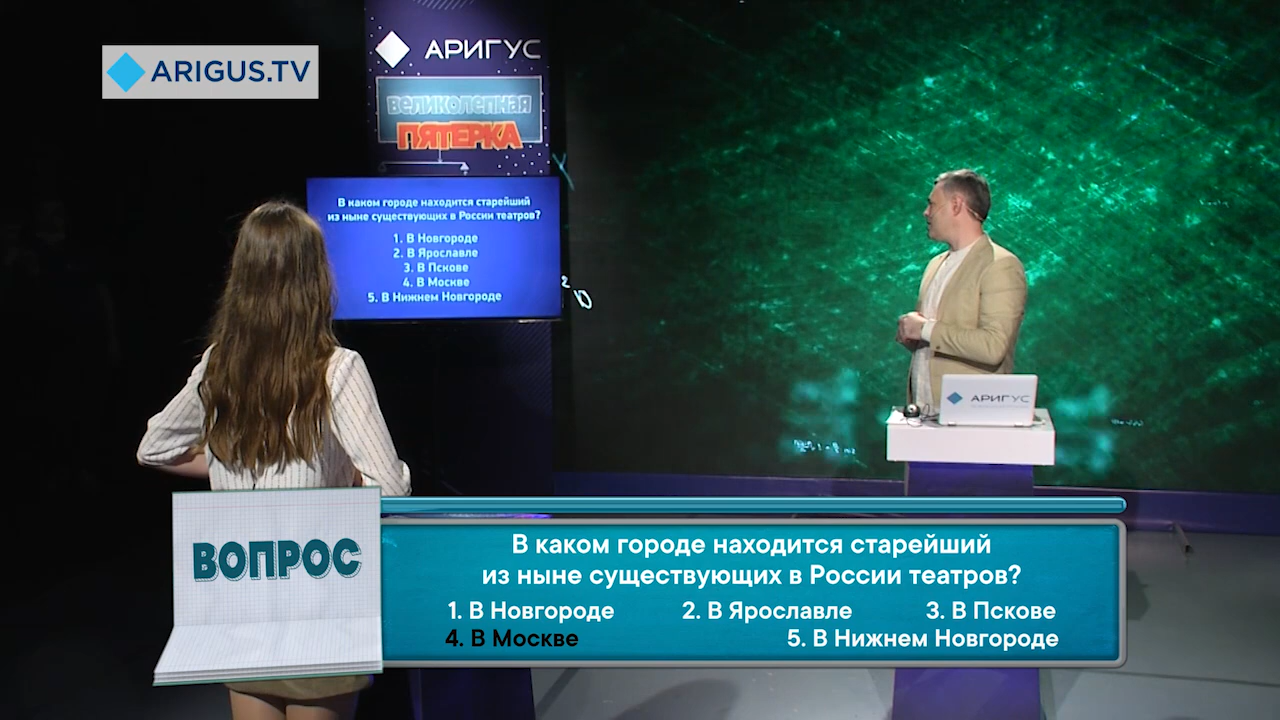 ARIGUS.TV
АРИГУС
великолепная
ПЯТЕРКА
В каком городе находится старейший
из ныне существующих в России театров?
1. В Новгороде
2. В Ярославле
3. В Пскове
4. В Москве
5. В Нижнем Новгороде
АРИГУС
ВОПРОС
В каком городе находится старейший
из ныне существующих в России театров?
1. В Новгороде 2. В Ярославле 3. В Пскове
4. В Москве 5. В Нижнем Новгороде